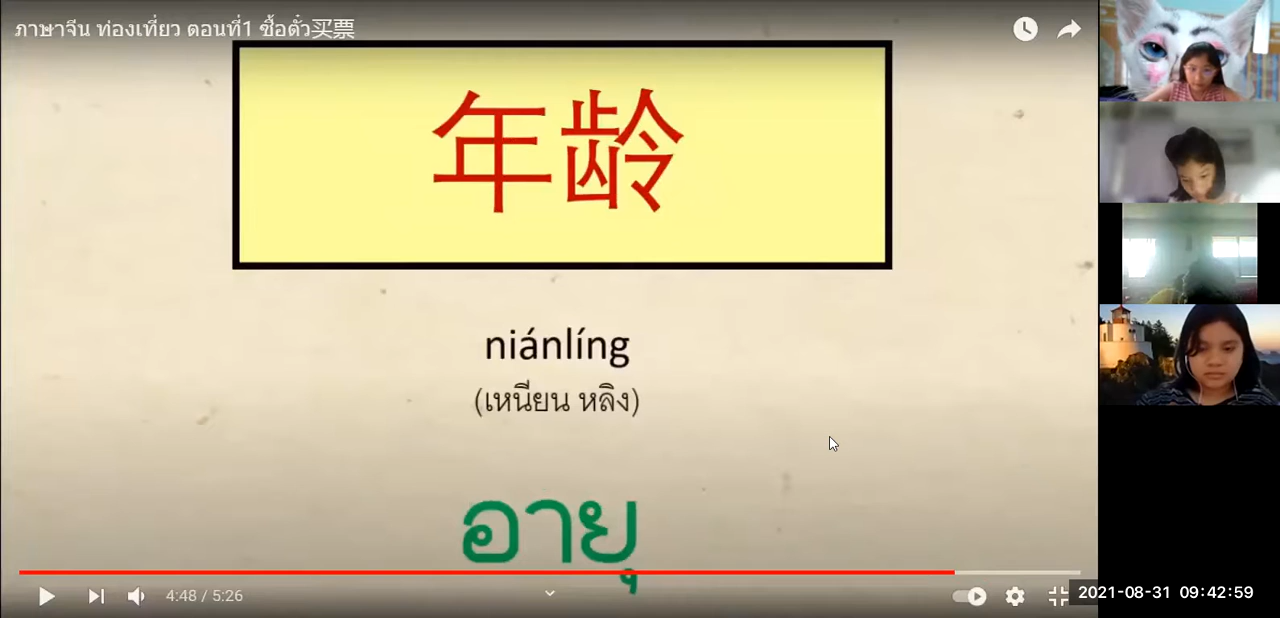 ภาษาจีน ท่องเที่ยว ตอนที่1 ซื้อตั๋ว买票
年龄
niánlíng
(เหนียน หลิง)
อายุ
4:48 / 5:26
2021-08-31 09:42:59